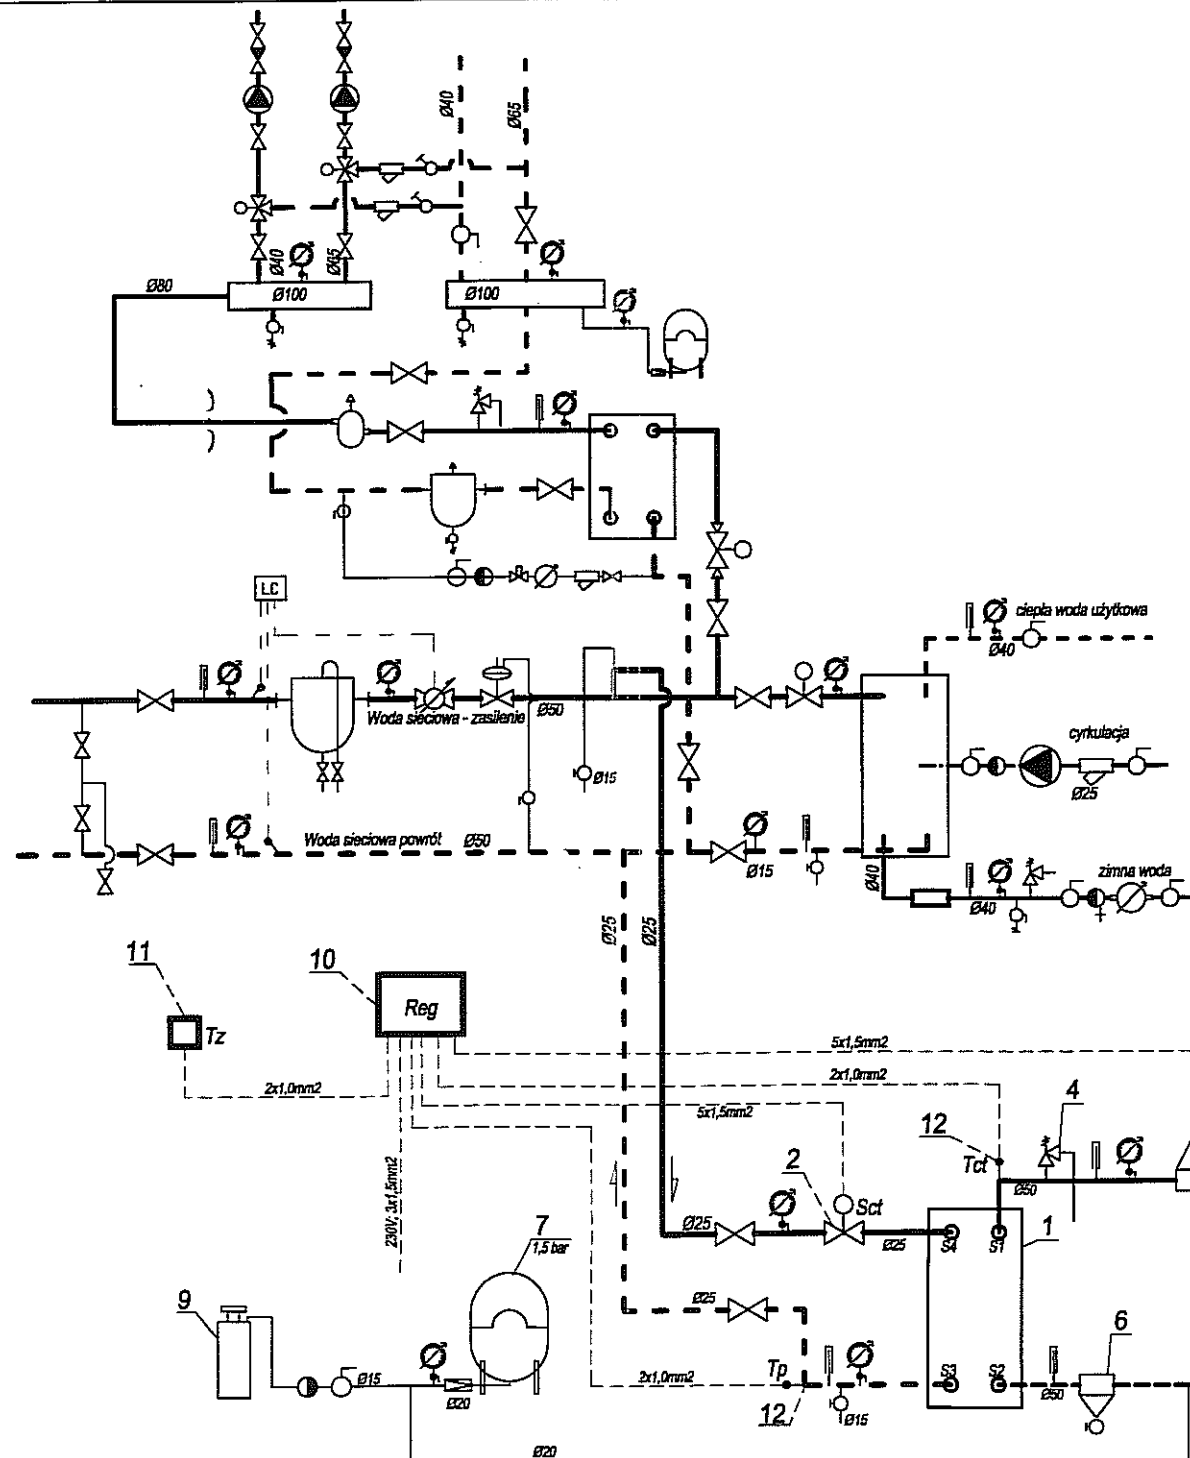 Ø40
Ø65
Ø40
Ø65
Ø80
Ø100
Ø100
LC
ciepła woda użytkowa
Ø40
Woda sieciowa - zasilenie
Ø50
cyrkulacja
Ø25
Ø15
Woda sieciowa powrót
Ø50
Ø15
Ø40
zimna woda
Ø40
Ø25
Ø25
11
10
Reg
Tz
5x1,5mm2
2x1,0mm2
2x1,0mm2
5x1,5mm2
4
12
Tct
230V; 3x1,5mm2
2
Ø50
Sct
Ø25
Ø25
S4
S1
1
7
1,5 bar
9
Ø25
6
Ø15
Tp
S3
S2
2x1,0mm2
Ø20
12
Ø15
Ø50
Ø20